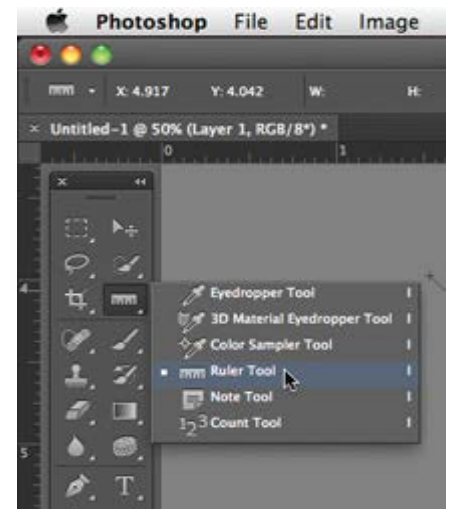 Photoshop File Edit Image
X: 4.917 Y: 4.042 W: H:
× Untitled-1 @ 50% (Layer 1, RGB/8*) *
0 1
4
5
Eyedropper Tool I
3D Material Eyedropper Tool I
Color Sampler Tool I
Ruler Tool I
Note Tool I
123 Count Tool I
T